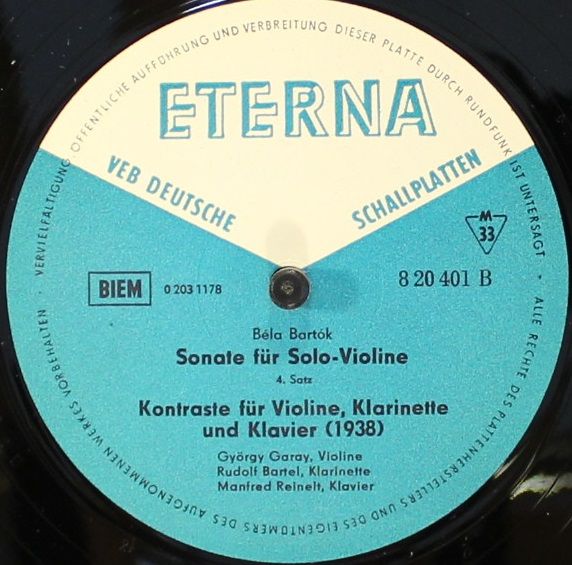 VERVIELFÄLTIGUNG, ÖFFENTLICHE AUFFÜHRUNG UND VERBREITUNG DIESER PLATTE DURCH RUNDFUNK IST UNTERSAGT · ALLE RECHTE DES PLATTENHERSTELLERS UND DES EIGENTÜMERS DES AUFGENOMMENEN WERKES VORBEHALTEN ·
ETERNA
VEB DEUTSCHE SCHALLPLATTEN
M
33
BIEM
0 203 1178
8 20 401 B
Béla Bartók
Sonate für Solo-Violine
4. Satz
Kontraste für Violine, Klarinette
und Klavier (1938)
György Garay, Violine
Rudolf Bartel, Klarinette
Manfred Reinelt, Klavier